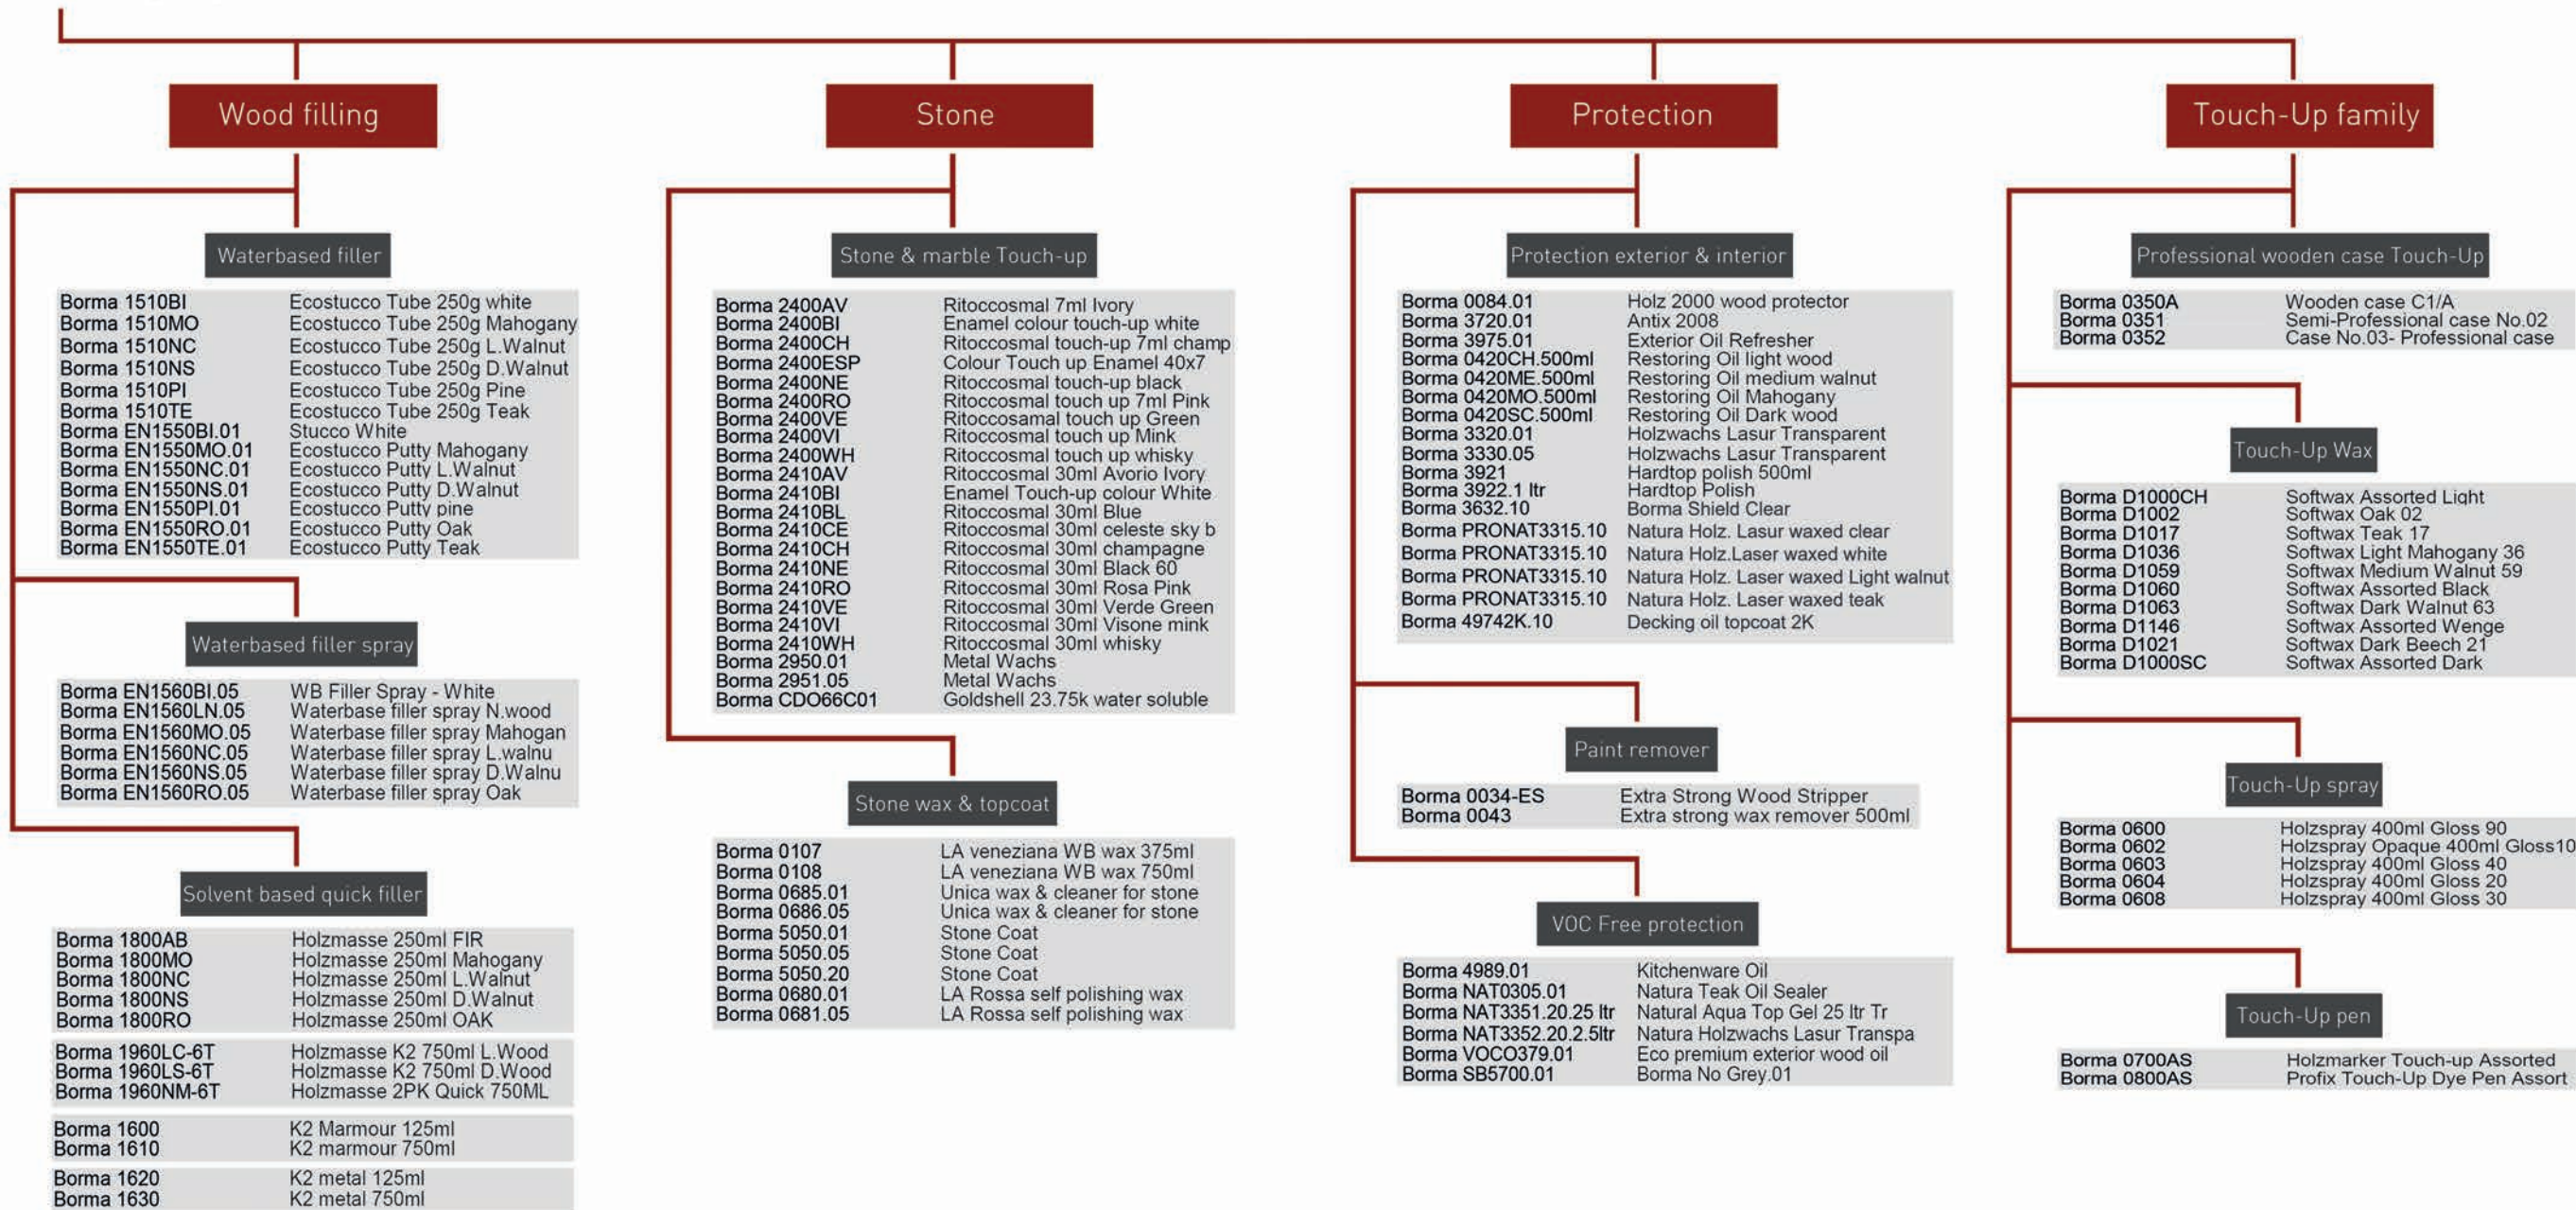 Wood filling
Waterbased filler
Borma 1510BI Ecostucco Tube 250g white
Borma 1510MO Ecostucco Tube 250g Mahogany
Borma 1510NC Ecostucco Tube 250g L.Walnut
Borma 1510NS Ecostucco Tube 250g D.Walnut
Borma 1510PI Ecostucco Tube 250g Pine
Borma 1510TE Ecostucco Tube 250g Teak
Borma EN1550BI.01 Stucco White
Borma EN1550MO.01 Ecostucco Putty Mahogany
Borma EN1550NC.01 Ecostucco Putty L.Walnut
Borma EN1550NS.01 Ecostucco Putty D.Walnut
Borma EN1550PI.01 Ecostucco Putty pine
Borma EN1550RO.01 Ecostucco Putty Oak
Borma EN1550TE.01 Ecostucco Putty Teak
Waterbased filler spray
Borma EN1560BI.05 WB Filler Spray - White
Borma EN1560LN.05 Waterbase filler spray N.wood
Borma EN1560MO.05 Waterbase filler spray Mahogan
Borma EN1560NC.05 Waterbase filler spray L.walnu
Borma EN1560NS.05 Waterbase filler spray D.Walnu
Borma EN1560RO.05 Waterbase filler spray Oak
Solvent based quick filler
Borma 1800AB Holzmasse 250ml FIR
Borma 1800MO Holzmasse 250ml Mahogany
Borma 1800NC Holzmasse 250ml L.Walnut
Borma 1800NS Holzmasse 250ml D.Walnut
Borma 1800RO Holzmasse 250ml OAK
Borma 1960LC-6T Holzmasse K2 750ml L.Wood
Borma 1960LS-6T Holzmasse K2 750ml D.Wood
Borma 1960NM-6T Holzmasse 2PK Quick 750ML
Borma 1600 K2 Marmour 125ml
Borma 1610 K2 marmour 750ml
Borma 1620 K2 metal 125ml
Borma 1630 K2 metal 750ml
Stone
Stone & marble Touch-up
Borma 2400AV Ritoccosmal 7ml Ivory
Borma 2400BI Enamel colour touch-up white
Borma 2400CH Ritoccosmal touch-up 7ml champ
Borma 2400ESP Colour Touch up Enamel 40x7
Borma 2400NE Ritoccosmal touch-up black
Borma 2400RO Ritoccosmal touch up 7ml Pink
Borma 2400VE Ritoccosamal touch up Green
Borma 2400VI Ritoccosmal touch up Mink
Borma 2400WH Ritoccosmal touch up whisky
Borma 2410AV Ritoccosmal 30ml Avorio Ivory
Borma 2410BI Enamel Touch-up colour White
Borma 2410BL Ritoccosmal 30ml Blue
Borma 2410CE Ritoccosmal 30ml celeste sky b
Borma 2410CH Ritoccosmal 30ml champagne
Borma 2410NE Ritoccosmal 30ml Black 60
Borma 2410RO Ritoccosmal 30ml Rosa Pink
Borma 2410VE Ritoccosmal 30ml Verde Green
Borma 2410VI Ritoccosmal 30ml Visone mink
Borma 2410WH Ritoccosmal 30ml whisky
Borma 2950.01 Metal Wachs
Borma 2951.05 Metal Wachs
Borma CDO66C01 Goldshell 23.75k water soluble
Stone wax & topcoat
Borma 0107 LA veneziana WB wax 375ml
Borma 0108 LA veneziana WB wax 750ml
Borma 0685.01 Unica wax & cleaner for stone
Borma 0686.05 Unica wax & cleaner for stone
Borma 5050.01 Stone Coat
Borma 5050.05 Stone Coat
Borma 5050.20 Stone Coat
Borma 0680.01 LA Rossa self polishing wax
Borma 0681.05 LA Rossa self polishing wax
Protection
Protection exterior & interior
Borma 0084.01 Holz 2000 wood protector
Borma 3720.01 Antix 2008
Borma 3975.01 Exterior Oil Refresher
Borma 0420CH.500ml Restoring Oil light wood
Borma 0420ME.500ml Restoring Oil medium walnut
Borma 0420MO.500ml Restoring Oil Mahogany
Borma 0420SC.500ml Restoring Oil Dark wood
Borma 3320.01 Holzwachs Lasur Transparent
Borma 3330.05 Holzwachs Lasur Transparent
Borma 3921 Hardtop polish 500ml
Borma 3922.1 ltr Hardtop Polish
Borma 3632.10 Borma Shield Clear
Borma PRONAT3315.10 Natura Holz. Lasur waxed clear
Borma PRONAT3315.10 Natura Holz.Laser waxed white
Borma PRONAT3315.10 Natura Holz. Laser waxed Light walnut
Borma PRONAT3315.10 Natura Holz. Laser waxed teak
Borma 49742K.10 Decking oil topcoat 2K
Paint remover
Borma 0034-ES Extra Strong Wood Stripper
Borma 0043 Extra strong wax remover 500ml
VOC Free protection
Borma 4989.01 Kitchenware Oil
Borma NAT0305.01 Natura Teak Oil Sealer
Borma NAT3351.20.25 ltr Natural Aqua Top Gel 25 ltr Tr
Borma NAT3352.20.2.5ltr Natura Holzwachs Lasur Transpa
Borma VOCO379.01 Eco premium exterior wood oil
Borma SB5700.01 Borma No Grey.01
Touch-Up family
Professional wooden case Touch-Up
Borma 0350A Wooden case C1/A
Borma 0351 Semi-Professional case No.02
Borma 0352 Case No.03- Professional case
Touch-Up Wax
Borma D1000CH Softwax Assorted Light
Borma D1002 Softwax Oak 02
Borma D1017 Softwax Teak 17
Borma D1036 Softwax Light Mahogany 36
Borma D1059 Softwax Medium Walnut 59
Borma D1060 Softwax Assorted Black
Borma D1063 Softwax Dark Walnut 63
Borma D1146 Softwax Assorted Wenge
Borma D1021 Softwax Dark Beech 21
Borma D1000SC Softwax Assorted Dark
Touch-Up spray
Borma 0600 Holzspray 400ml Gloss 90
Borma 0602 Holzspray Opaque 400ml Gloss10
Borma 0603 Holzspray 400ml Gloss 40
Borma 0604 Holzspray 400ml Gloss 20
Borma 0608 Holzspray 400ml Gloss 30
Touch-Up pen
Borma 0700AS Holzmarker Touch-up Assorted
Borma 0800AS Profix Touch-Up Dye Pen Assort